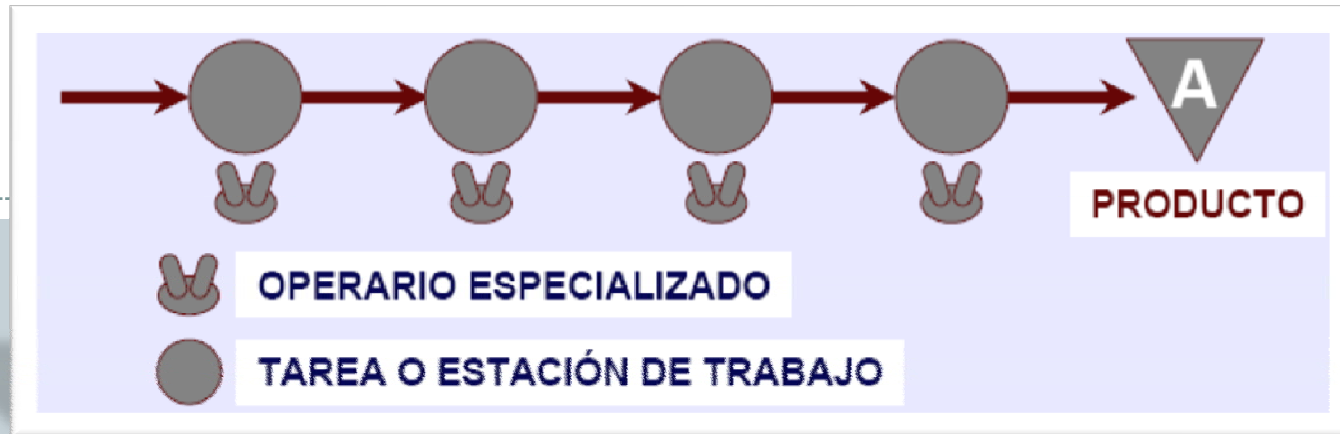 A
PRODUCTO
OPERARIO ESPECIALIZADO
TAREA O ESTACIÓN DE TRABAJO